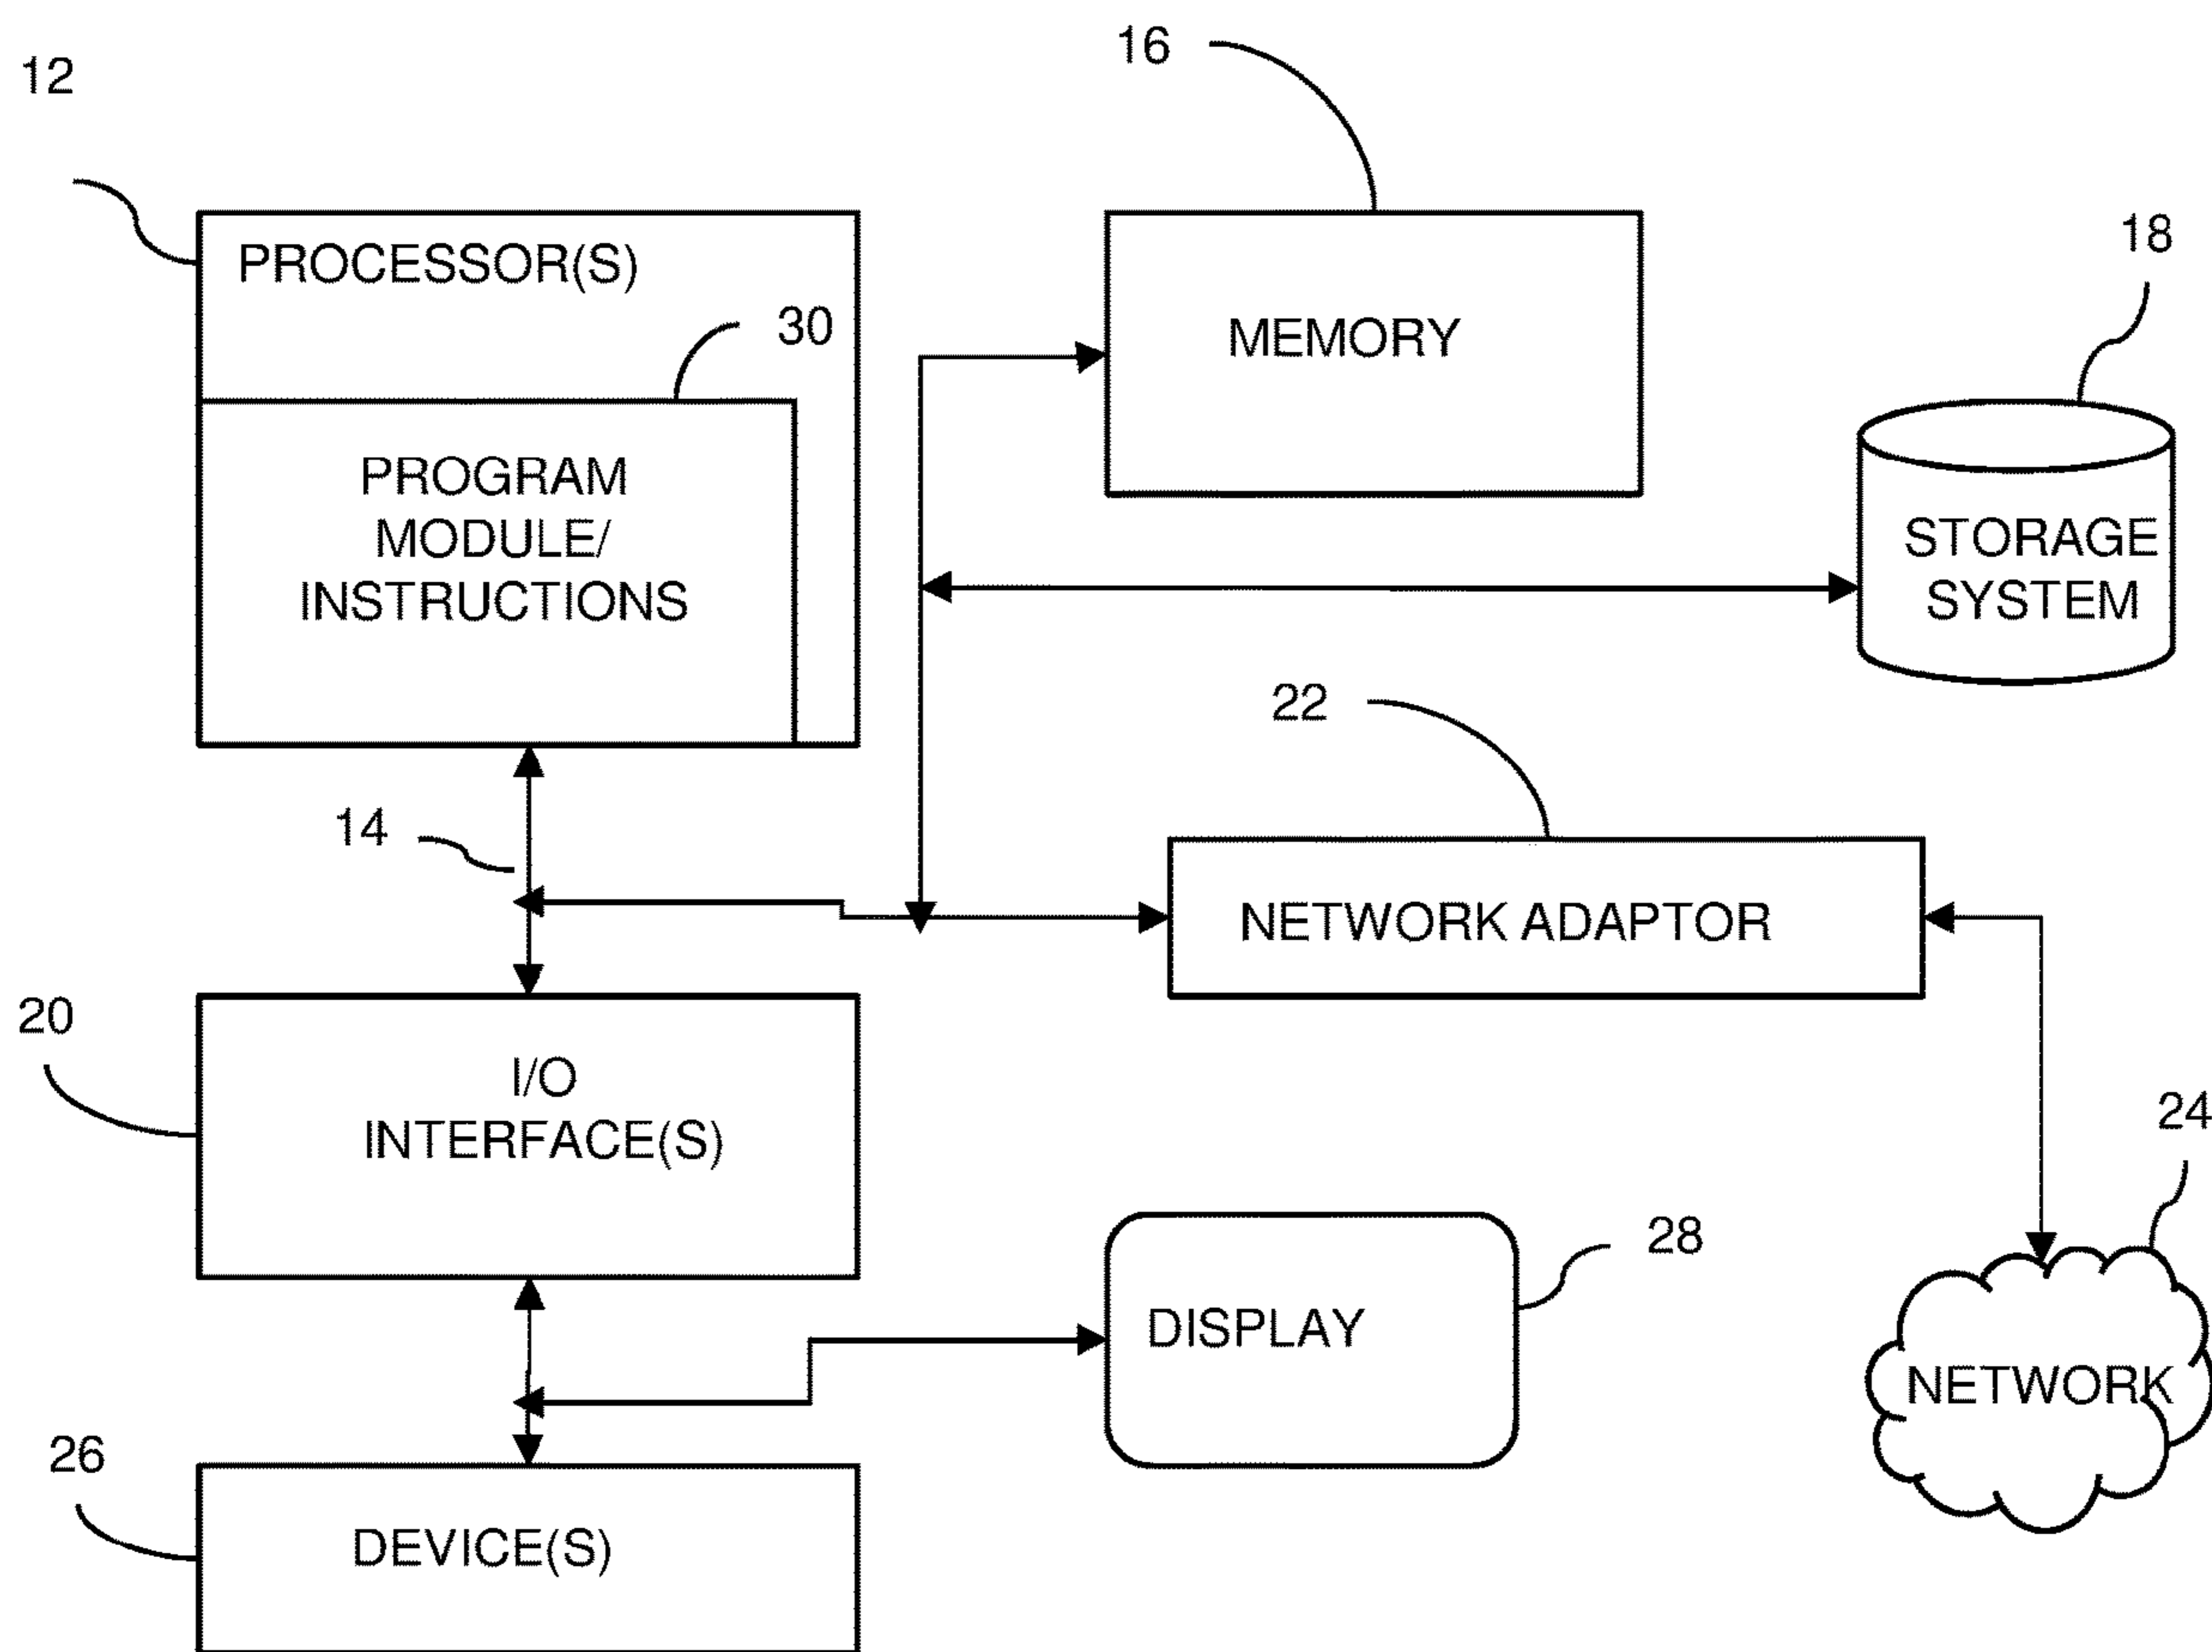 12
16
PROCESSOR(S)
18
30
MEMORY
PROGRAM
MODULE/
INSTRUCTIONS
STORAGE
SYSTEM
22
14
NETWORK ADAPTOR
20
I/O
INTERFACE(S)
24
28
DISPLAY
NETWORK
26
DEVICE(S)